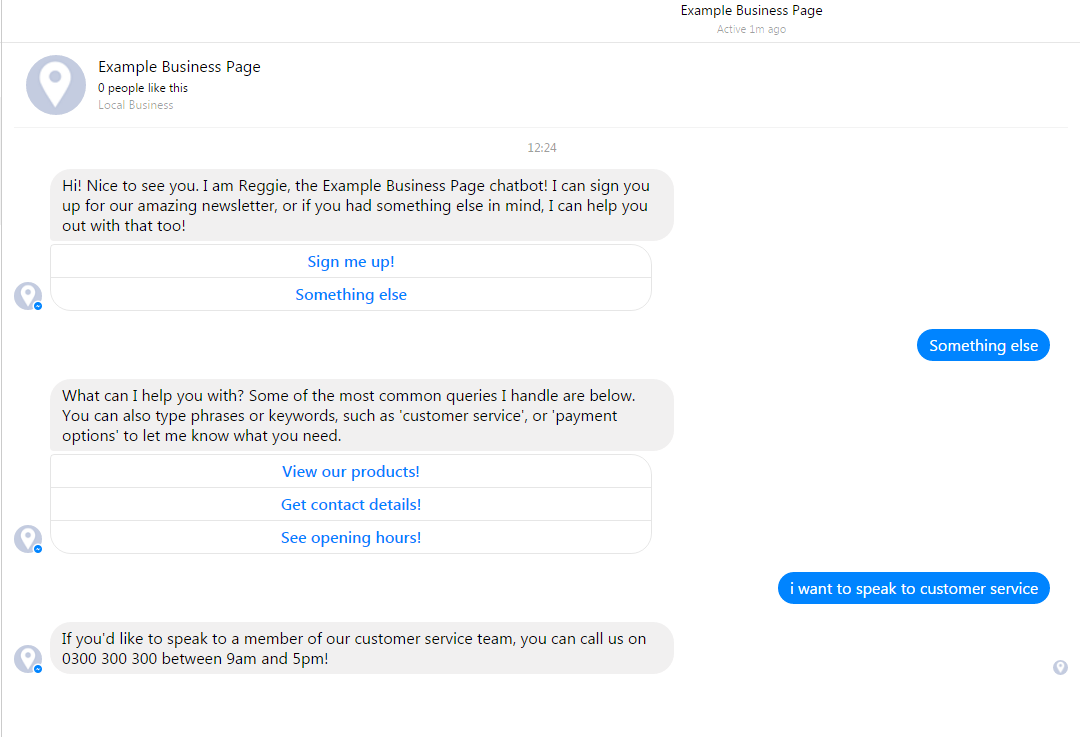 Example Business Page
Active 1m ago
Example Business Page
0 people like this
Local Business
12:24
Hi! Nice to see you. I am Reggie, the Example Business Page chatbot! I can sign you
up for our amazing newsletter, or if you had something else in mind, I can help you
out with that too!
Sign me up!
Something else
Something else
What can I help you with? Some of the most common queries I handle are below.
You can also type phrases or keywords, such as 'customer service', or 'payment
options' to let me know what you need.
View our products!
Get contact details!
See opening hours!
i want to speak to customer service
If you'd like to speak to a member of our customer service team, you can call us on
0300 300 300 between 9am and 5pm!